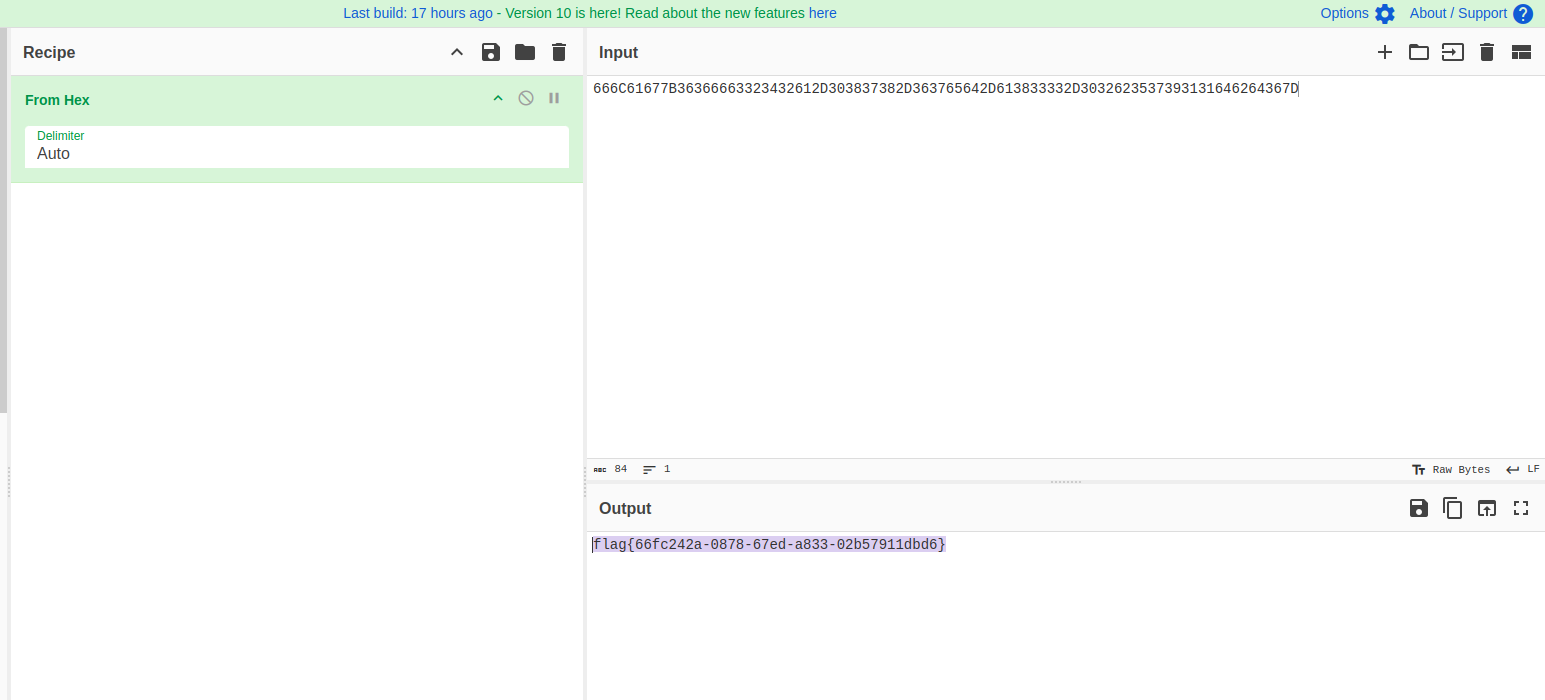 Last build: 17 hours ago - Version 10 is here! Read about the new features here
Options
About / Support
Recipe
From Hex
Delimiter
Auto
Input
666C61677B36366663323432612D303837382D363765642D613833332D3032623537393131646264367D
ABC 84 1
Raw Bytes LF
Output
flag{66fc242a-0878-67ed-a833-02b57911dbd6}